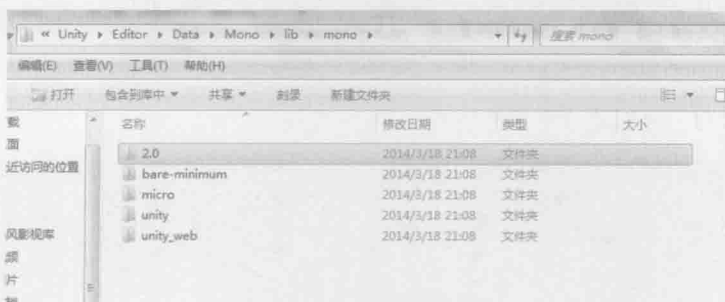 « Unity ▸ Editor ▸ Data ▸ Mono ▸ lib ▸ mono ▸
搜索 mono
编辑(E) 查看(V) 工具(T) 帮助(H)
打开 包含到库中 共享 刻录 新建文件夹
名称 修改日期 类型 大小
载
面
近访问的位置
风影视库
频
片
2.0 2014/3/18 21:08 文件夹
bare-minimum 2014/3/18 21:08 文件夹
micro 2014/3/18 21:08 文件夹
unity 2014/3/18 21:08 文件夹
unity_web 2014/3/18 21:08 文件夹